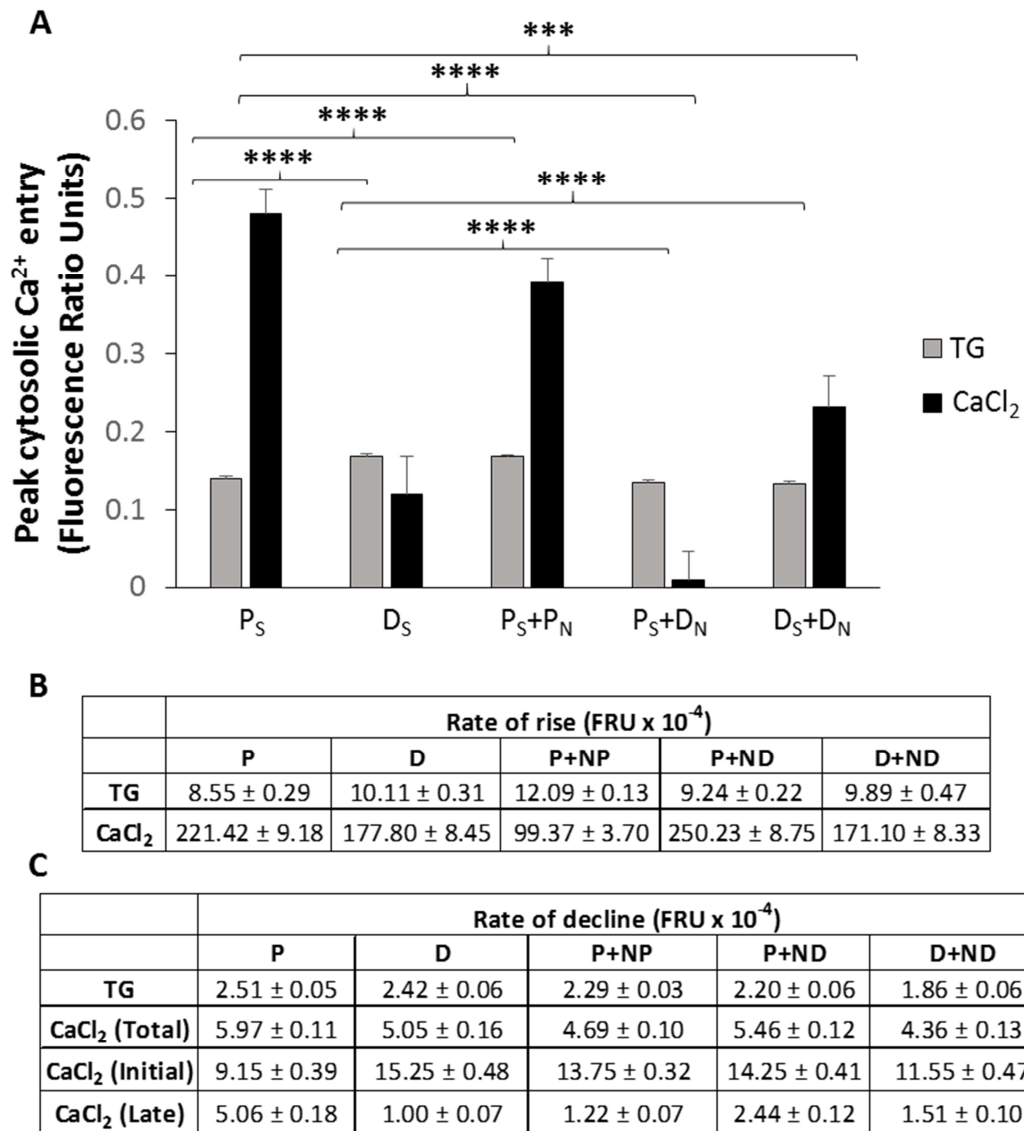 A
***
****
****
****
****
****
Peak cytosolic Ca²⁺ entry
(Fluorescence Ratio Units)
0.6
0.5
0.4
0.3
0.2
0.1
0
TG
CaCl₂
P_S D_S P_S+P_N P_S+D_N D_S+D_N
B
Rate of rise (FRU x 10⁻⁴)
P D P+NP P+ND D+ND
TG 8.55 ± 0.29 10.11 ± 0.31 12.09 ± 0.13 9.24 ± 0.22 9.89 ± 0.47
CaCl₂ 221.42 ± 9.18 177.80 ± 8.45 99.37 ± 3.70 250.23 ± 8.75 171.10 ± 8.33
C
Rate of decline (FRU x 10⁻⁴)
P D P+NP P+ND D+ND
TG 2.51 ± 0.05 2.42 ± 0.06 2.29 ± 0.03 2.20 ± 0.06 1.86 ± 0.06
CaCl₂ (Total) 5.97 ± 0.11 5.05 ± 0.16 4.69 ± 0.10 5.46 ± 0.12 4.36 ± 0.13
CaCl₂ (Initial) 9.15 ± 0.39 15.25 ± 0.48 13.75 ± 0.32 14.25 ± 0.41 11.55 ± 0.47
CaCl₂ (Late) 5.06 ± 0.18 1.00 ± 0.07 1.22 ± 0.07 2.44 ± 0.12 1.51 ± 0.10